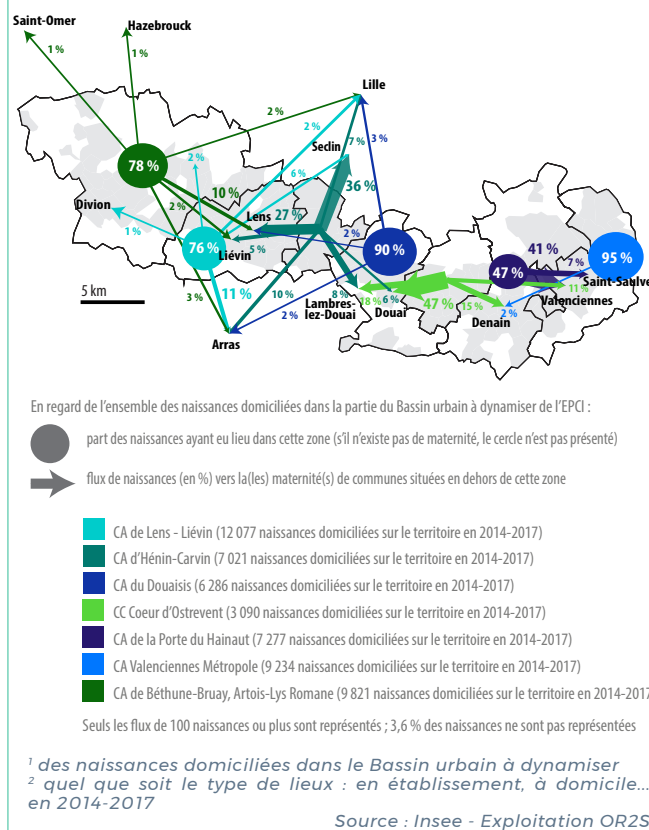 Saint-Omer
Hazebrouck
1 %
1 %
Lille
2 %
2 %
3 %
Seclin
7 %
2 %
6 %
36 %
78 %
10 %
Divion
2 %
Lens
27 %
1 %
76 %
Liévin
5 %
2 %
90 %
41 %
7 %
95 %
47 %
Saint-Saulve
5 km
3 %
11 %
10 %
8 %
Lambres-
lez-Douai
18 %
6 %
Douai
47 %
15 %
11 %
Valenciennes
2 %
Denain
2 %
Arras
En regard de l'ensemble des naissances domiciliées dans la partie du Bassin urbain à dynamiser de l'EPCI :
part des naissances ayant eu lieu dans cette zone (s'il n'existe pas de maternité, le cercle n'est pas présenté)
flux de naissances (en %) vers la(les) maternité(s) de communes situées en dehors de cette zone
CA de Lens - Liévin (12 077 naissances domiciliées sur le territoire en 2014-2017)
CA d'Hénin-Carvin (7 021 naissances domiciliées sur le territoire en 2014-2017)
CA du Douaisis (6 286 naissances domiciliées sur le territoire en 2014-2017)
CC Coeur d'Ostrevent (3 090 naissances domiciliées sur le territoire en 2014-2017)
CA de la Porte du Hainaut (7 277 naissances domiciliées sur le territoire en 2014-2017)
CA Valenciennes Métropole (9 234 naissances domiciliées sur le territoire en 2014-2017)
CA de Béthune-Bruay, Artois-Lys Romane (9 821 naissances domiciliées sur le territoire en 2014-2017
Seuls les flux de 100 naissances ou plus sont représentés ; 3,6 % des naissances ne sont pas représentées
¹ des naissances domiciliées dans le Bassin urbain à dynamiser
² quel que soit le type de lieux : en établissement, à domicile...
en 2014-2017
Source : Insee - Exploitation OR2S